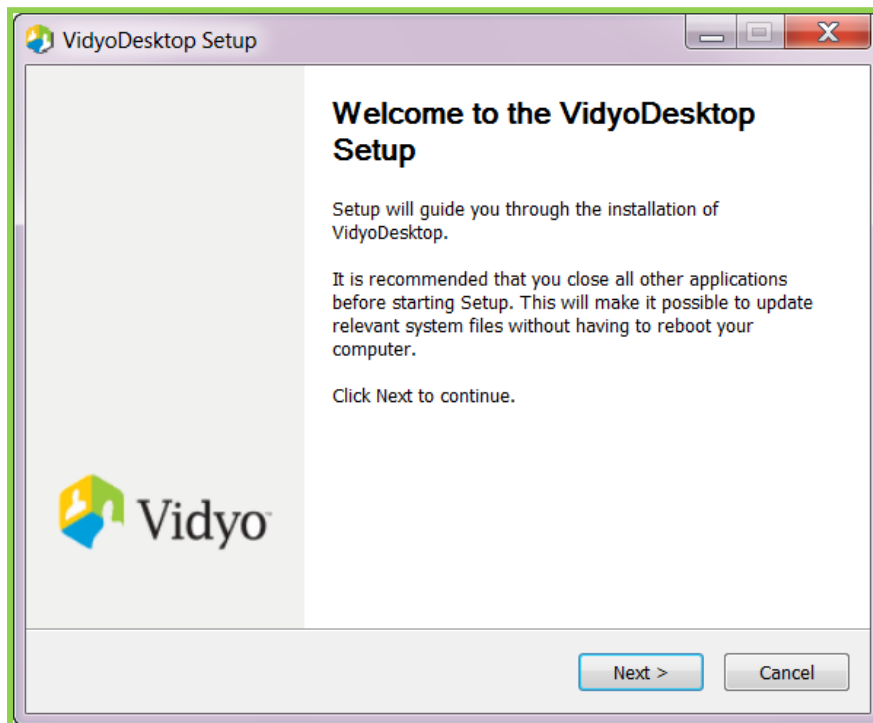 VidyoDesktop Setup
Welcome to the VidyoDesktop
Setup
Setup will guide you through the installation of
VidyoDesktop.
It is recommended that you close all other applications
before starting Setup. This will make it possible to update
relevant system files without having to reboot your
computer.
Click Next to continue.
Vidyo™
Next >
Cancel